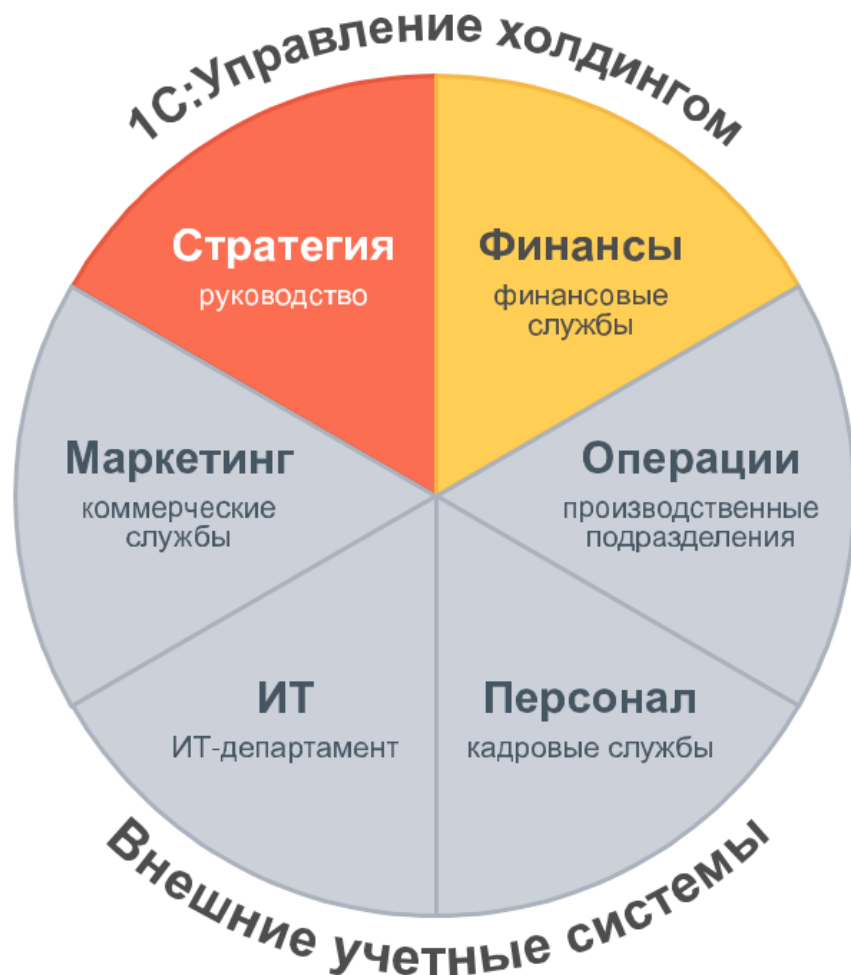 1С:Управление холдингом
Стратегия
руководство
Финансы
финансовые
службы
Маркетинг
коммерческие
службы
Операции
производственные
подразделения
ИТ
ИТ-департамент
Персонал
кадровые службы
Внешние учетные системы